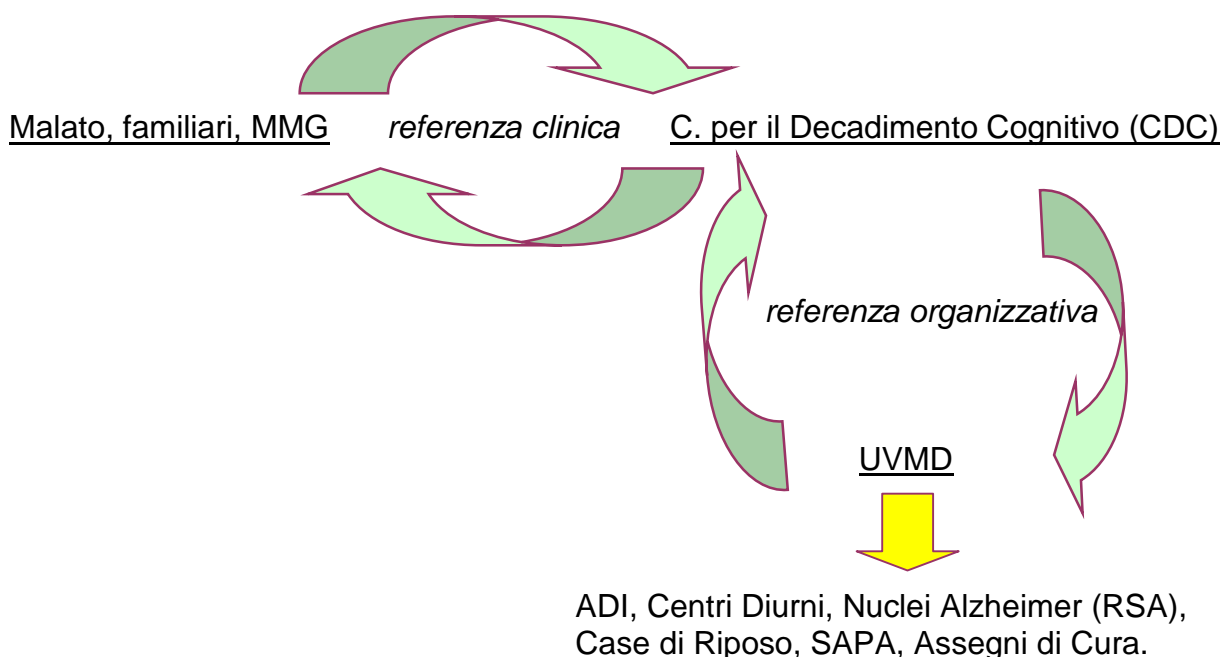 Malato, familiari, MMG referenza clinica C. per il Decadimento Cognitivo (CDC)
referenza organizzativa
UVMD
ADI, Centri Diurni, Nuclei Alzheimer (RSA),
Case di Riposo, SAPA, Assegni di Cura.